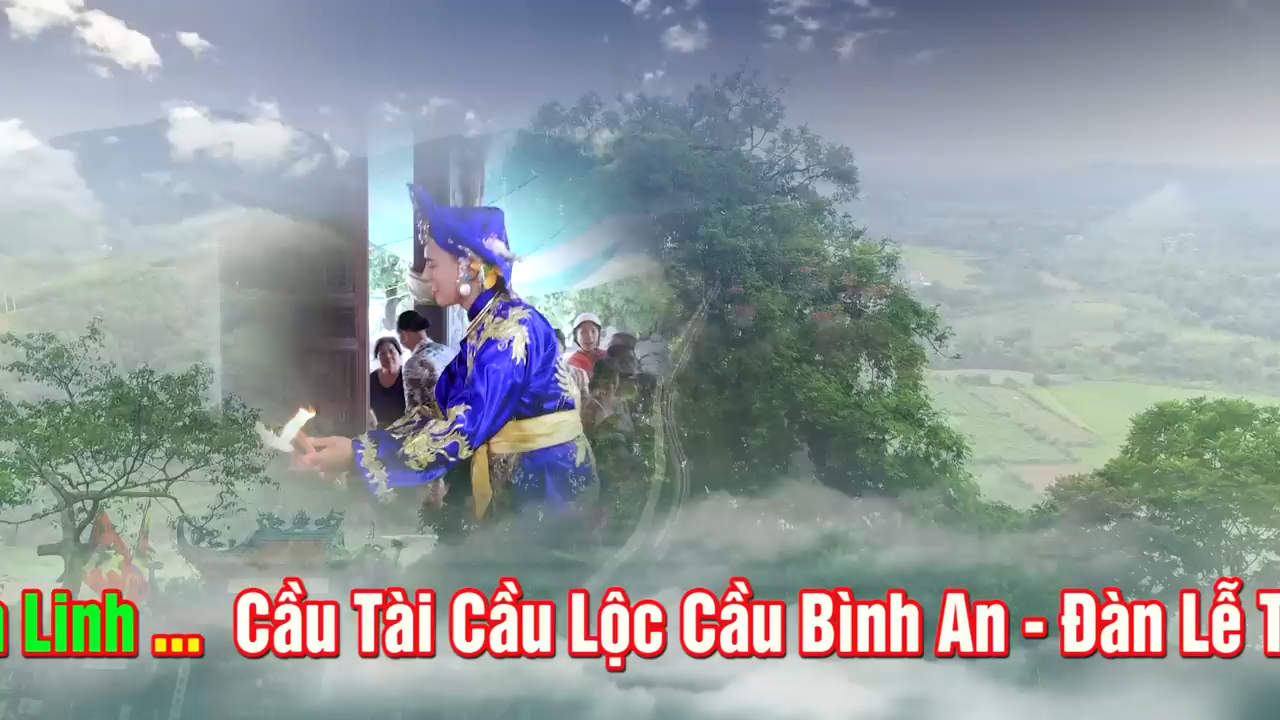 Linh ... Cầu Tài Cầu Lộc Cầu Bình An - Đàn Lễ